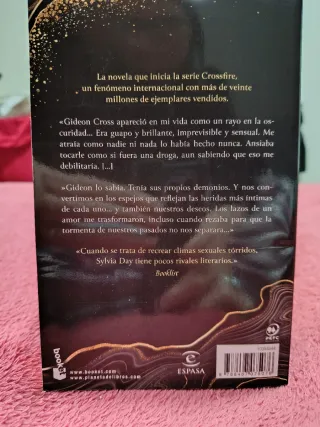 La novela que inicia la serie Crossfire,
un fenómeno internacional con más de veinte
millones de ejemplares vendidos.
«Gideon Cross apareció en mi vida como un rayo en la os-
curidad... Era guapo y brillante, imprevisible y sensual. Me
atraía como nadie ni nada lo había hecho nunca. Ansiaba
tocarle como si fuera una droga, aun sabiendo que eso me
debilitaría. [...]
»Gideon lo sabía. Tenía sus propios demonios. Y nos con-
vertimos en los espejos que reflejan las heridas más íntimas
de cada uno... y también nuestros deseos. Los lazos de un
amor me transformaron, incluso cuando rezaba para que la
tormenta de nuestros pasados no nos separara...»
«Cuando se trata de recrear climas sexuales tórridos,
Sylvia Day tiene pocos rivales literarios.»
Booklist
booket
www.booket.com
www.planetadelibros.com
ESPASA
PEFC